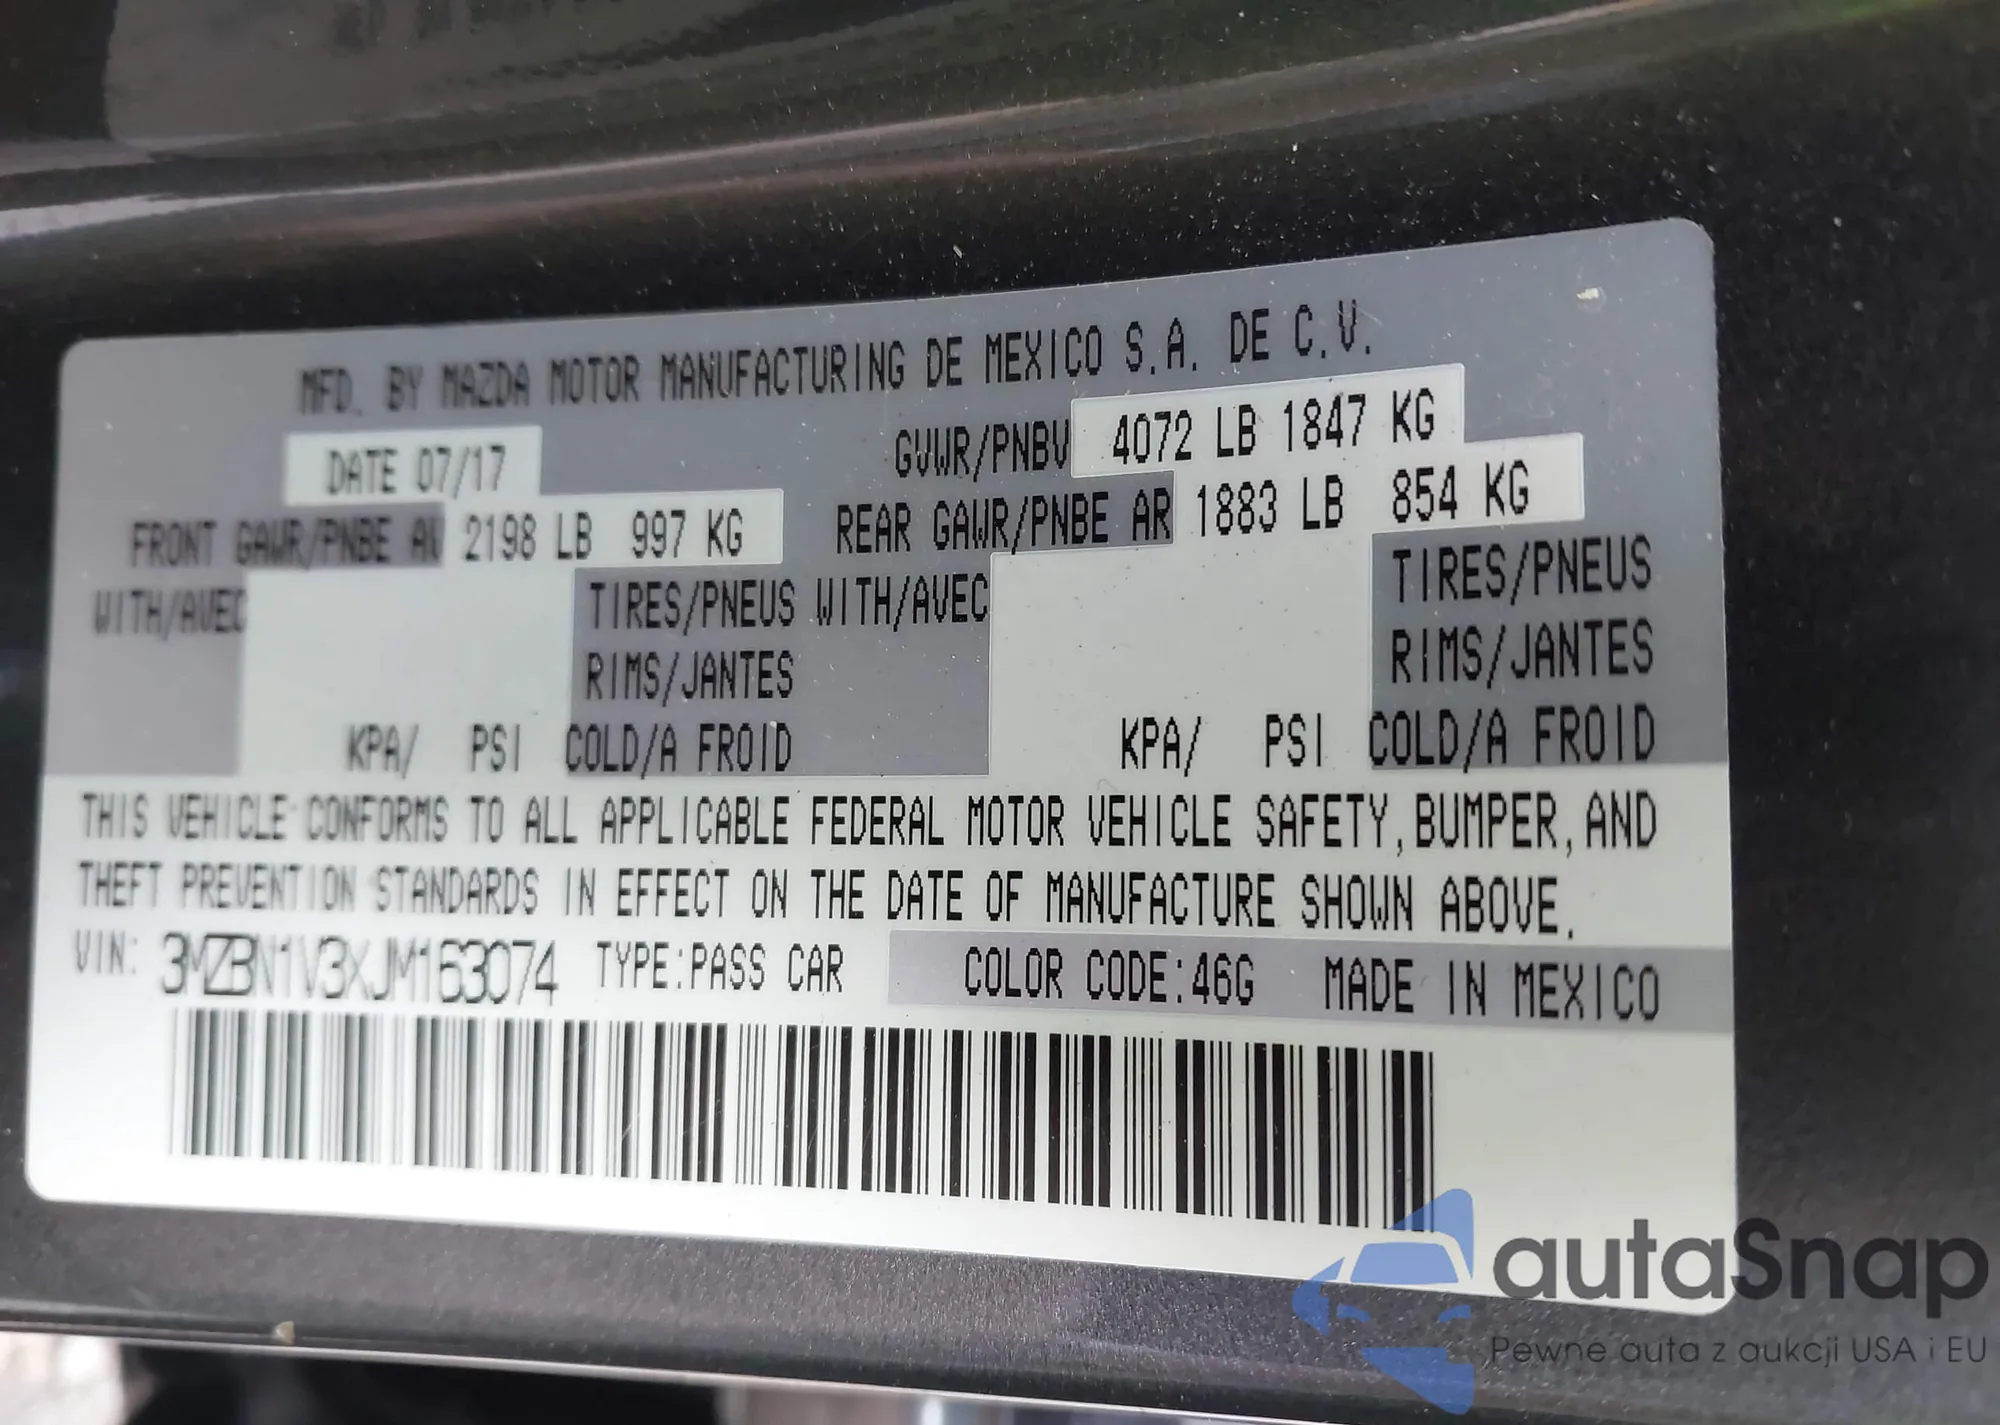 MFD. BY MAZDA MOTOR MANUFACTURING DE MEXICO S.A. DE C.V.
DATE 07/17 GVWR/PNBV 4072 LB 1847 KG
FRONT GAWR/PNBE AV 2198 LB 997 KG REAR GAWR/PNBE AR 1883 LB 854 KG
WITH/AVEC TIRES/PNEUS WITH/AVEC TIRES/PNEUS
RIMS/JANTES RIMS/JANTES
KPA/ PSI COLD/A FROID KPA/ PSI COLD/A FROID
THIS VEHICLE CONFORMS TO ALL APPLICABLE FEDERAL MOTOR VEHICLE SAFETY, BUMPER, AND
THEFT PREVENTION STANDARDS IN EFFECT ON THE DATE OF MANUFACTURE SHOWN ABOVE.
VIN: 3MZBN1V3XJM163074 TYPE:PASS CAR COLOR CODE:46G MADE IN MEXICO
autaSnap
Pewne auta z aukcji USA i EU